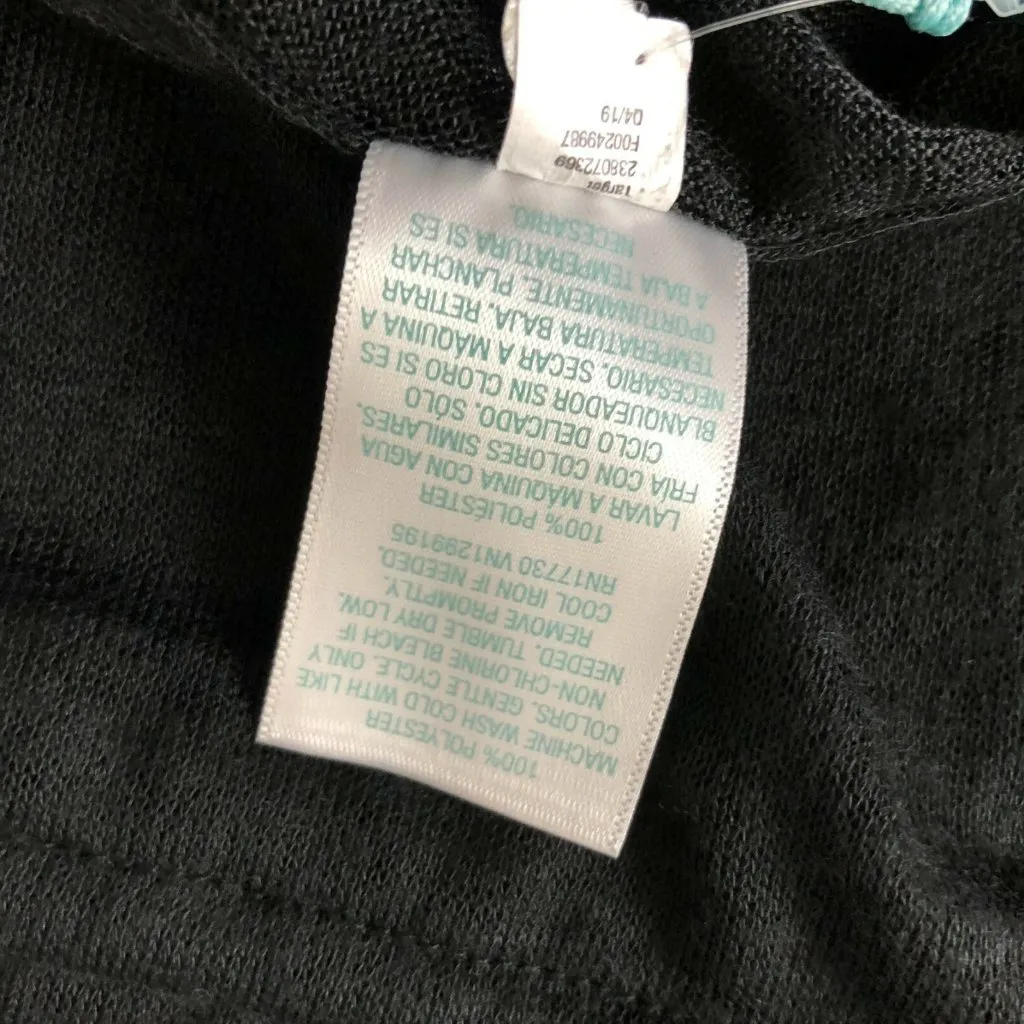 100% POLYESTER
MACHINE WASH COLD WITH LIKE
COLORS. GENTLE CYCLE. ONLY
NON-CHLORINE BLEACH IF
NEEDED. TUMBLE DRY LOW.
REMOVE PROMPTLY.
COOL IRON IF NEEDED.
RN17730 VN1299195
100% POLIÉSTER
LAVAR A MÁQUINA CON AGUA
FRÍA CON COLORES SIMILARES.
CICLO DELICADO. SÓLO
BLANQUEADOR SIN CLORO SI ES
NECESARIO. SECAR A MÁQUINA A
TEMPERATURA BAJA. RETIRAR
OPORTUNAMENTE. PLANCHAR
A BAJA TEMPERATURA SI ES
NECESARIO.
Target
238072369
F00249987
D4/19